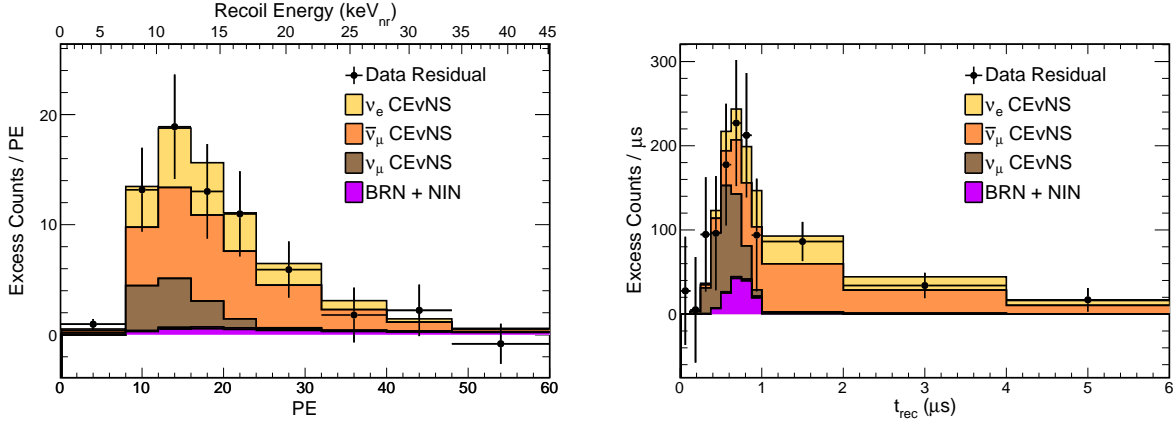 Recoil Energy (keV_nr)
0 5 10 15 20 25 30 35 40 45
Data Residual
ν_e CEvNS
ν̄_μ CEvNS
ν_μ CEvNS
BRN + NIN
Excess Counts / PE
20
10
0
0 10 20 30 40 50 60
PE
Data Residual
ν_e CEvNS
ν̄_μ CEvNS
ν_μ CEvNS
BRN + NIN
Excess Counts / μs
300
200
100
0
0 1 2 3 4 5 6
t_rec (μs)